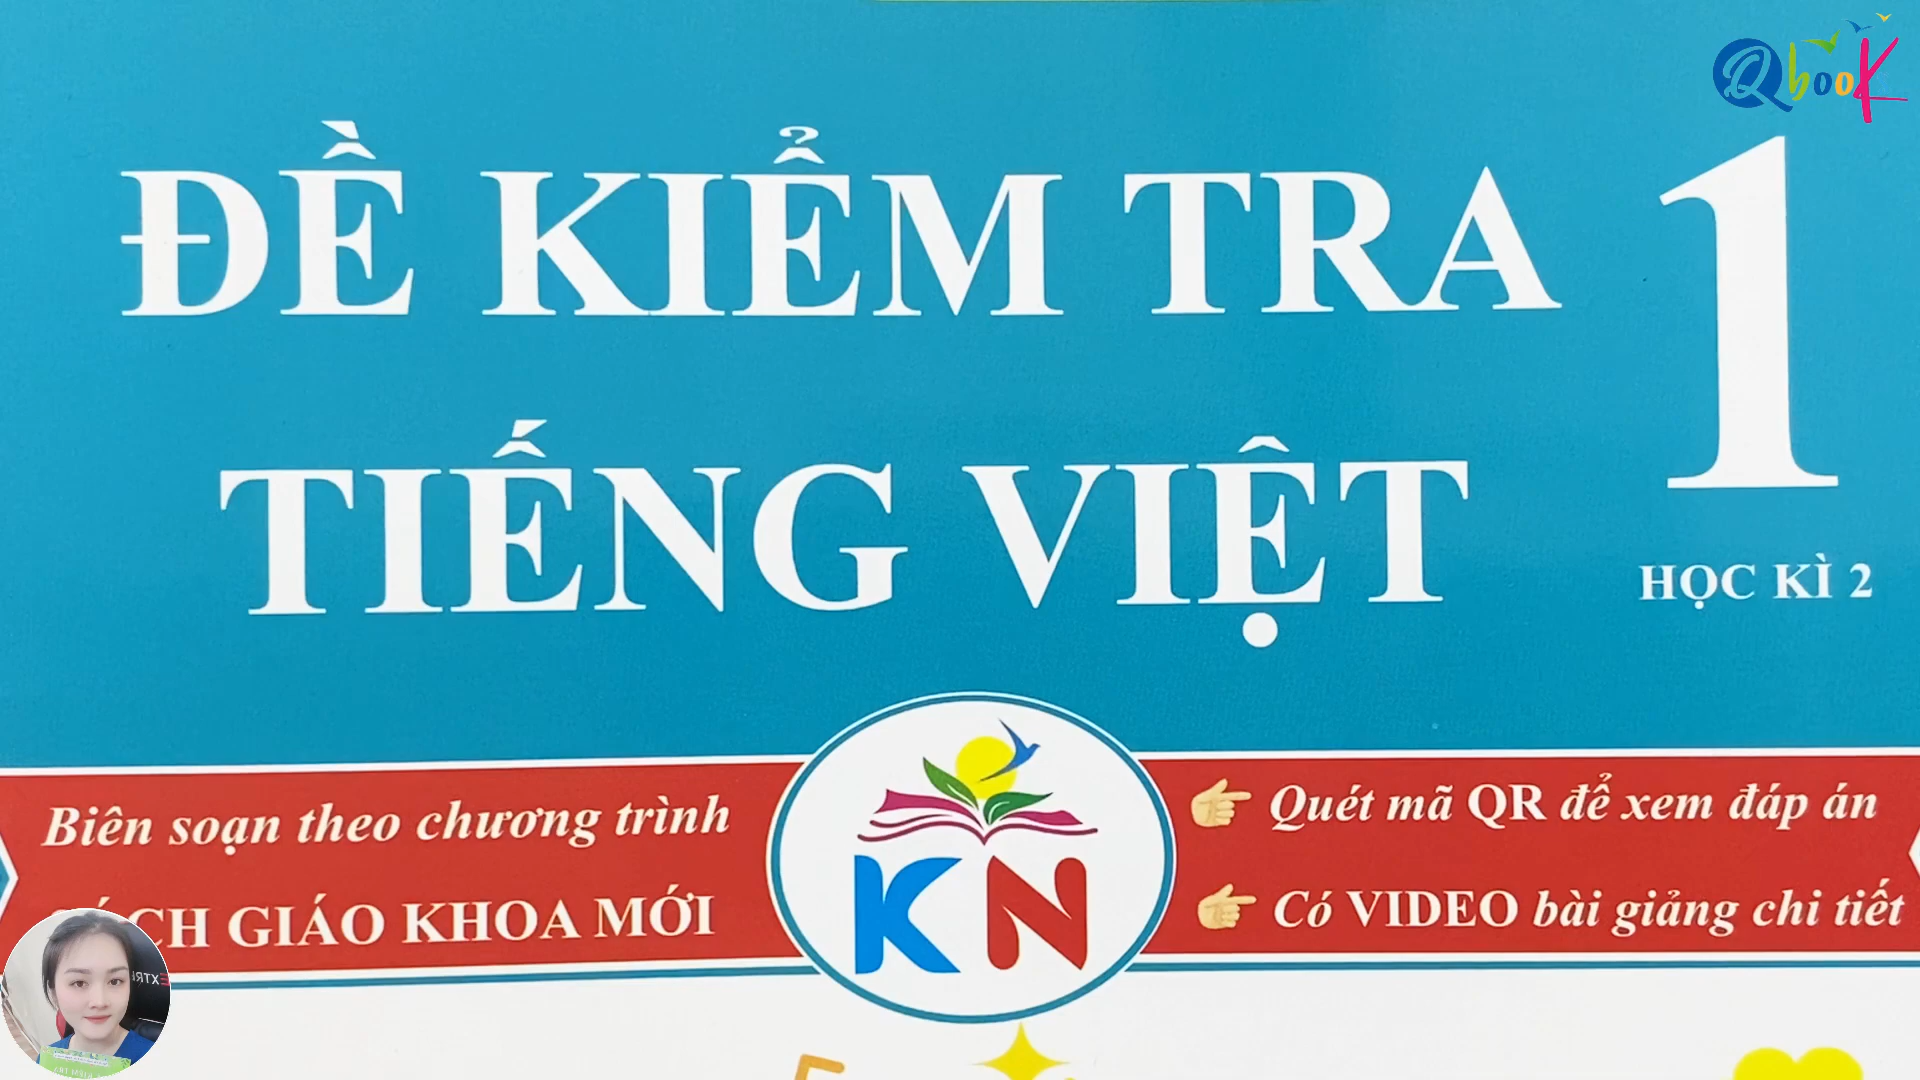 Qbook
ĐỀ KIỂM TRA 1
TIẾNG VIỆT
HỌC KÌ 2
Biên soạn theo chương trình
SÁCH GIÁO KHOA MỚI
KN
Quét mã QR để xem đáp án
Có VIDEO bài giảng chi tiết